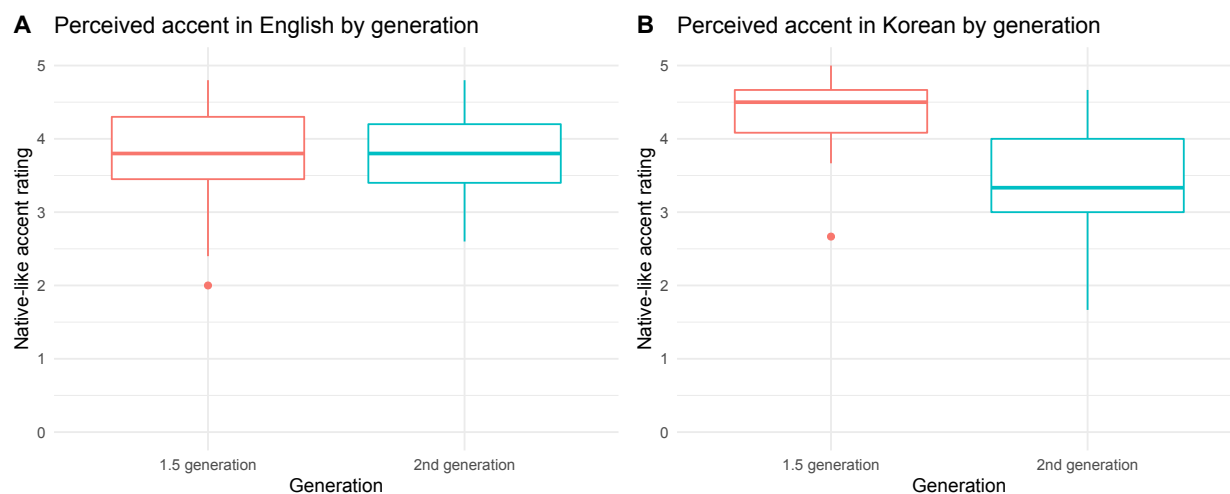 A Perceived accent in English by generation
Native-like accent rating
5
4
3
2
1
0
1.5 generation 2nd generation
Generation
B Perceived accent in Korean by generation
Native-like accent rating
5
4
3
2
1
0
1.5 generation 2nd generation
Generation